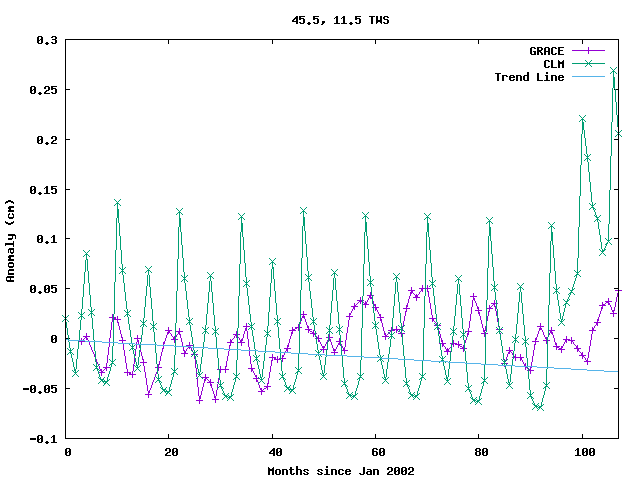 45.5, 11.5 TWS
GRACE
CLM
Trend Line
Anomaly (cm)
0.3
0.25
0.2
0.15
0.1
0.05
0
-0.05
-0.1
0 20 40 60 80 100
Months since Jan 2002